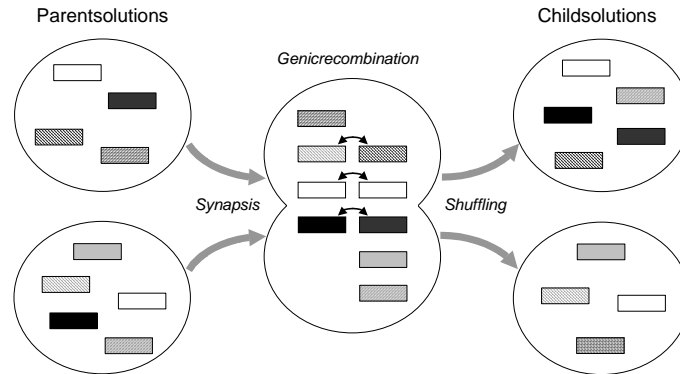 Parentsolutions
Childsolutions
Genicrecombination
Synapsis
Shuffling